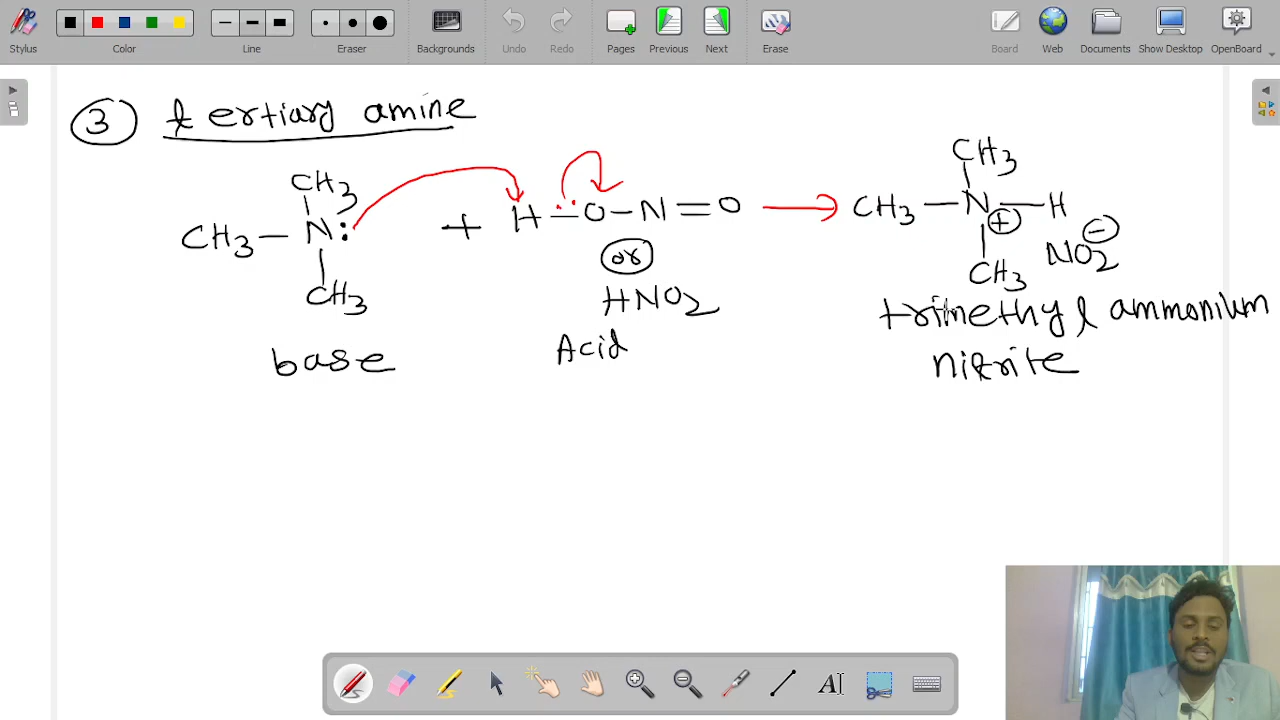 Stylus Color Line Eraser Backgrounds Undo Redo Pages Previous Next Erase Board Web Documents Show Desktop OpenBoard
3 tertiary amine
CH3
CH3 – N:
CH3
base
+
H – O – N = O
or
HNO2
Acid
→
CH3
CH3 – N⊕ – H
CH3
NO2⊖
trimethyl ammonium
nitrite